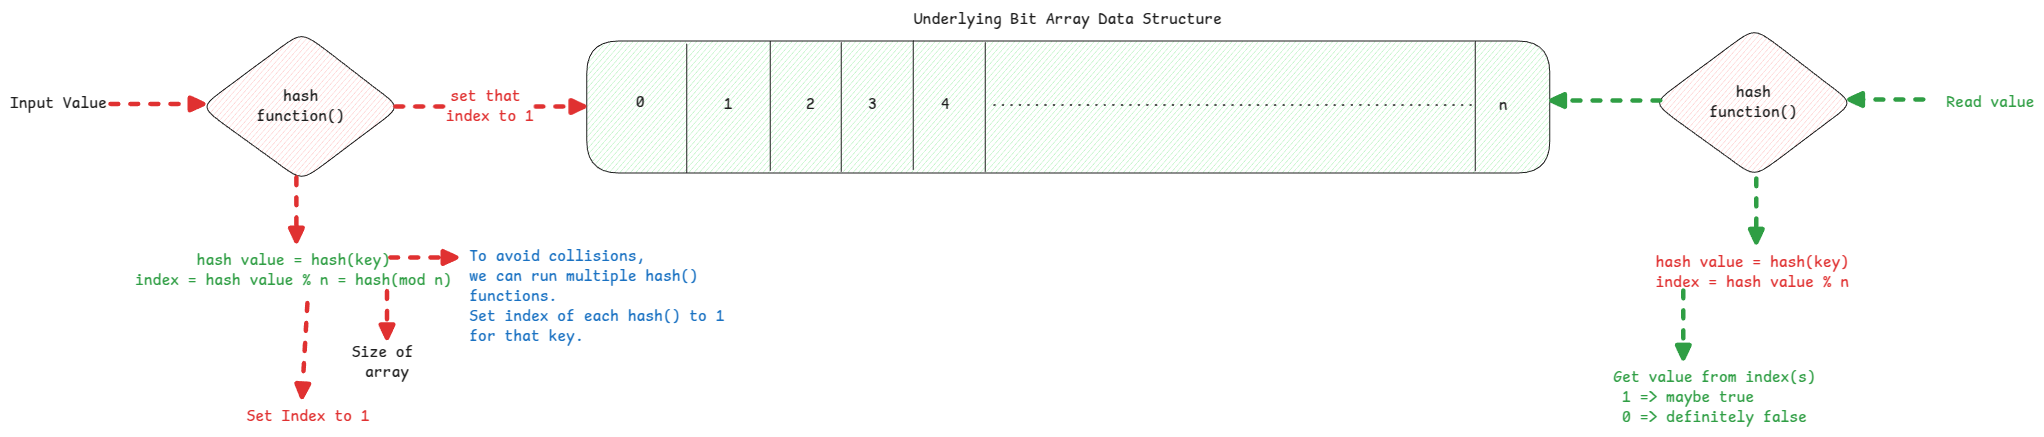 Underlying Bit Array Data Structure
Input Value
hash
function()
set that
index to 1
0
1
2
3
4
n
hash
function()
Read value
hash value = hash(key)
index = hash value % n = hash(mod n)
To avoid collisions,
we can run multiple hash()
functions.
Set index of each hash() to 1
for that key.
Size of
array
Set Index to 1
hash value = hash(key)
index = hash value % n
Get value from index(s)
1 => maybe true
0 => definitely false